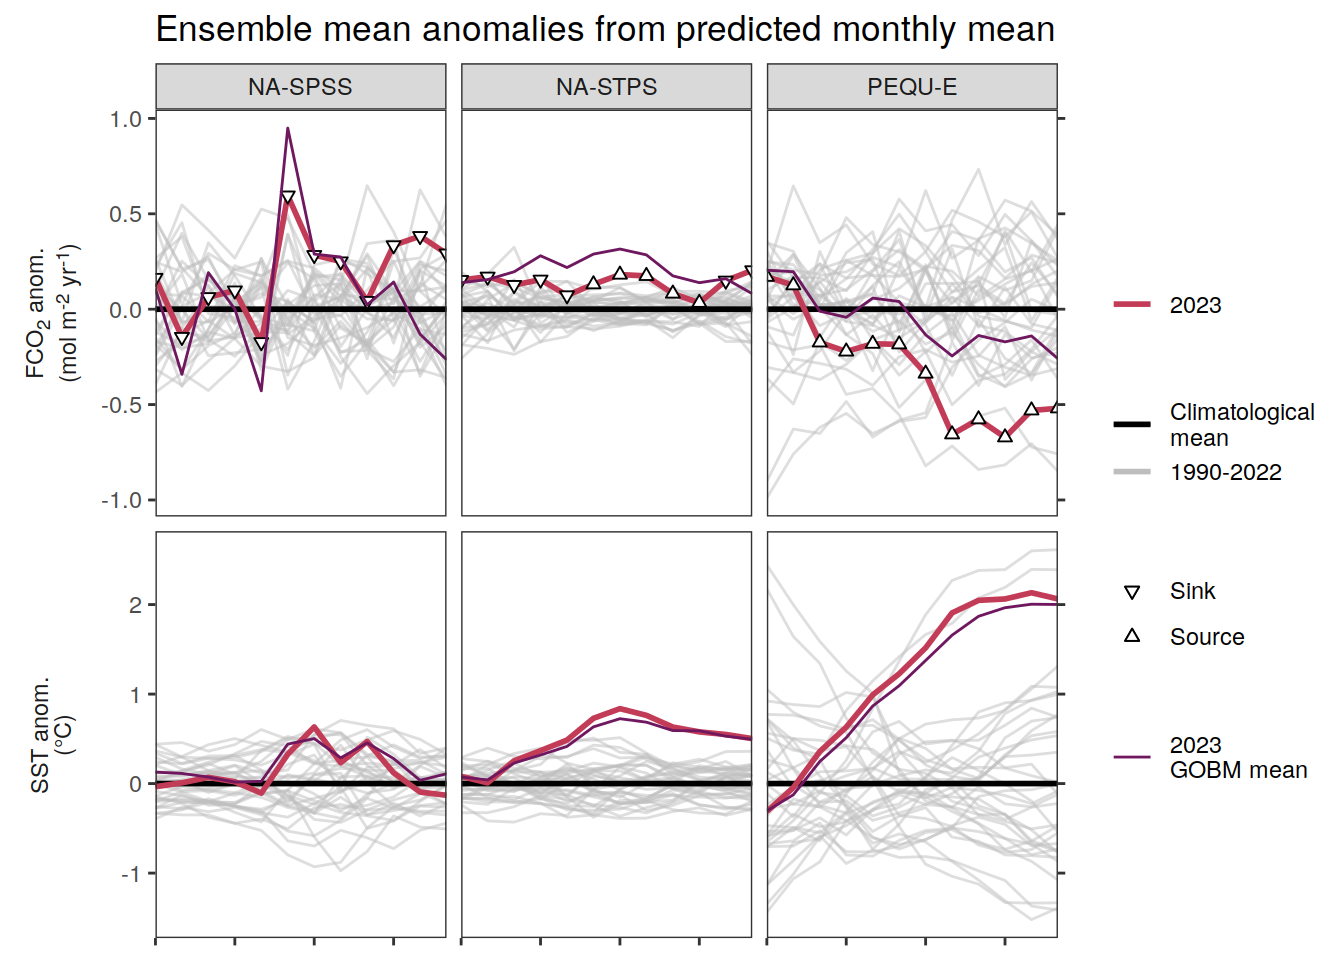 Ensemble mean anomalies from predicted monthly mean
NA-SPSS
NA-STPS
PEQU-E
FCO₂ anom.
(mol m⁻² yr⁻¹)
1.0
0.5
0.0
-0.5
-1.0
SST anom.
(°C)
2
1
0
-1
2023
Climatological
mean
1990-2022
Sink
Source
2023
GOBM mean